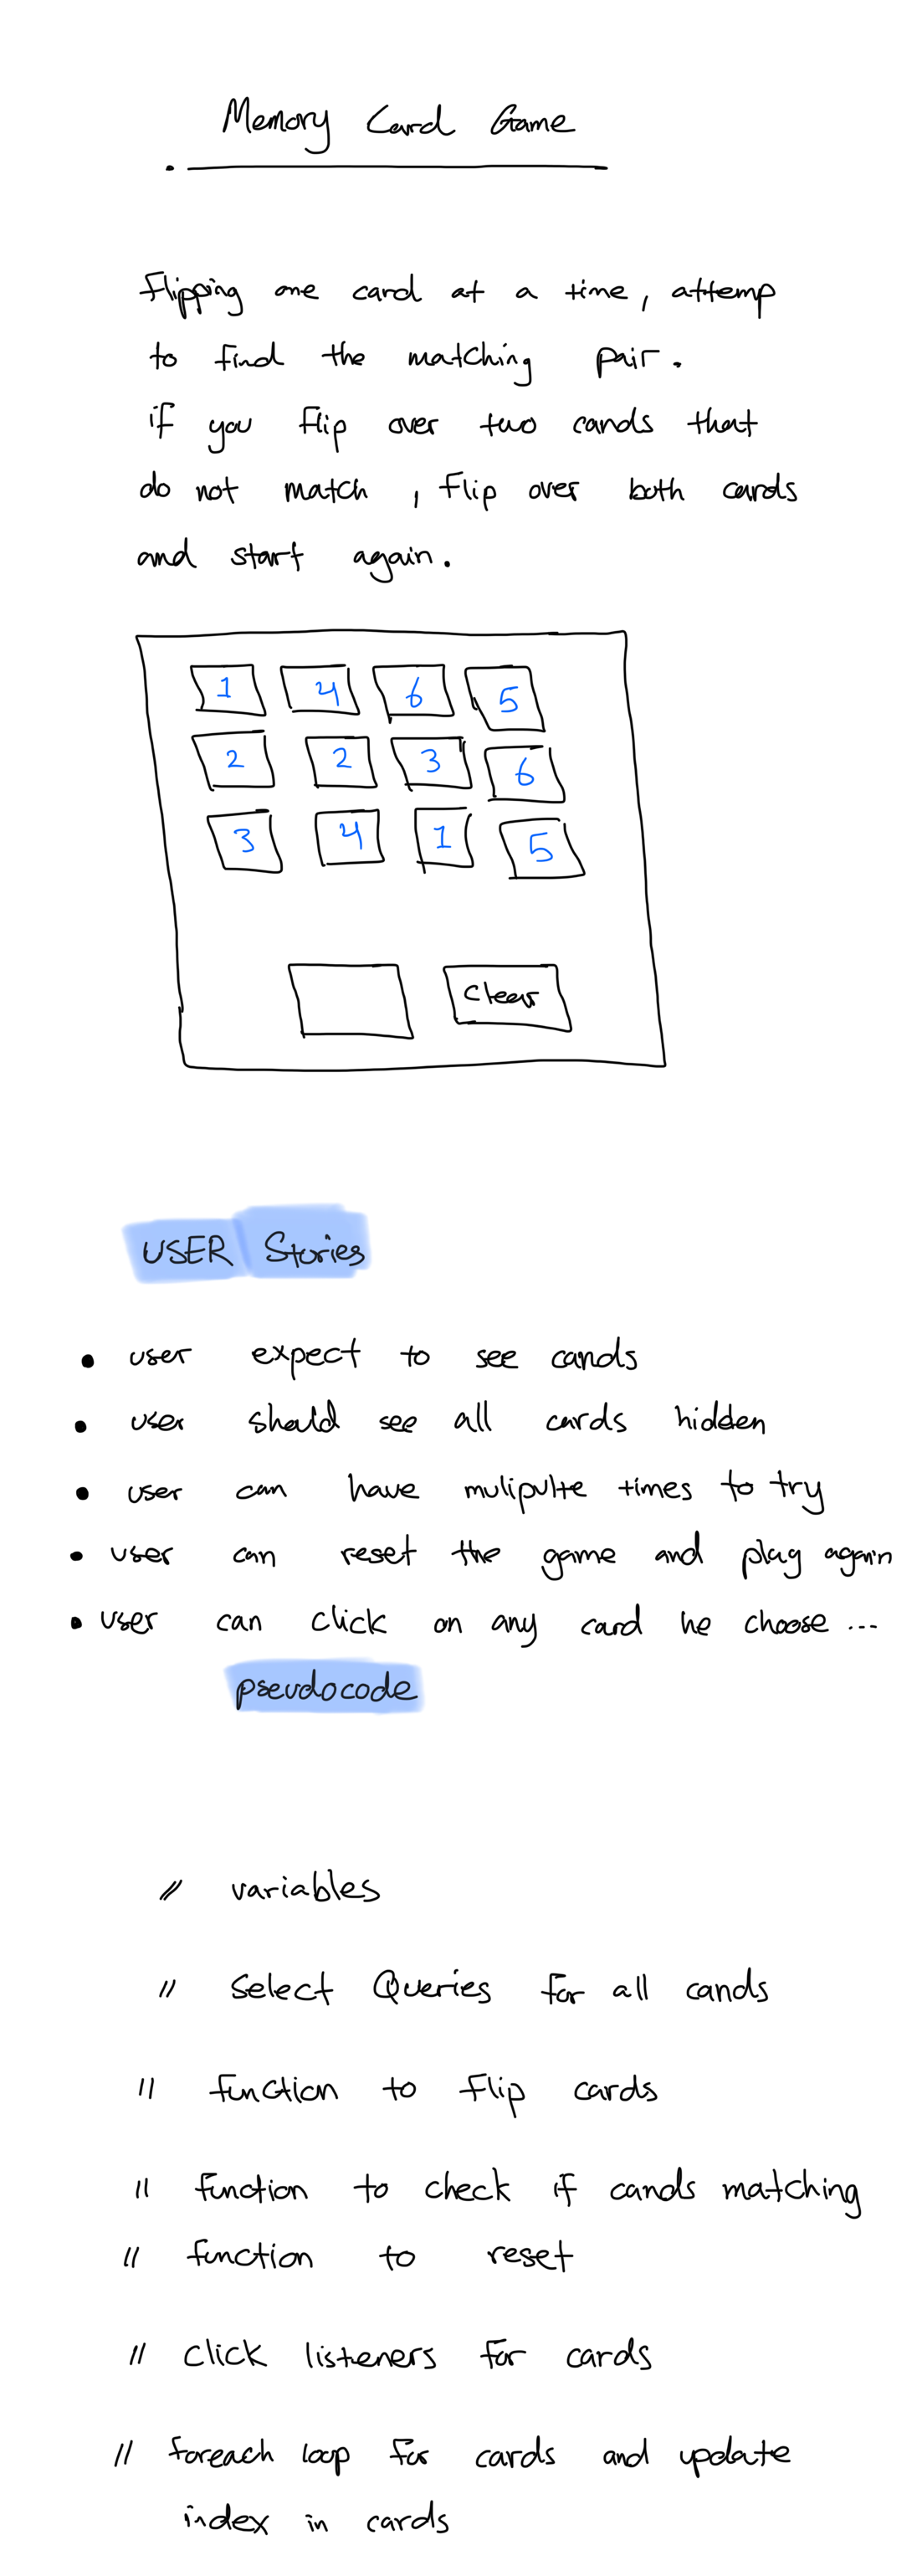 Memory Card Game
Flipping one card at a time, attemp
to find the matching pair.
if you flip over two cards that
do not match, flip over both cards
and start again.
1 4 6 5
2 2 3 6
3 4 1 5
Clear
USER Stories
• user expect to see cards
• user should see all cards hidden
• user can have mulipulte times to try
• user can reset the game and play again
• user can click on any card he choose ...
pseudocode
// variables
// Select Queries for all cards
// function to flip cards
// function to check if cards matching
// function to reset
// click listeners for cards
// foreach loop for cards and update
index in cards